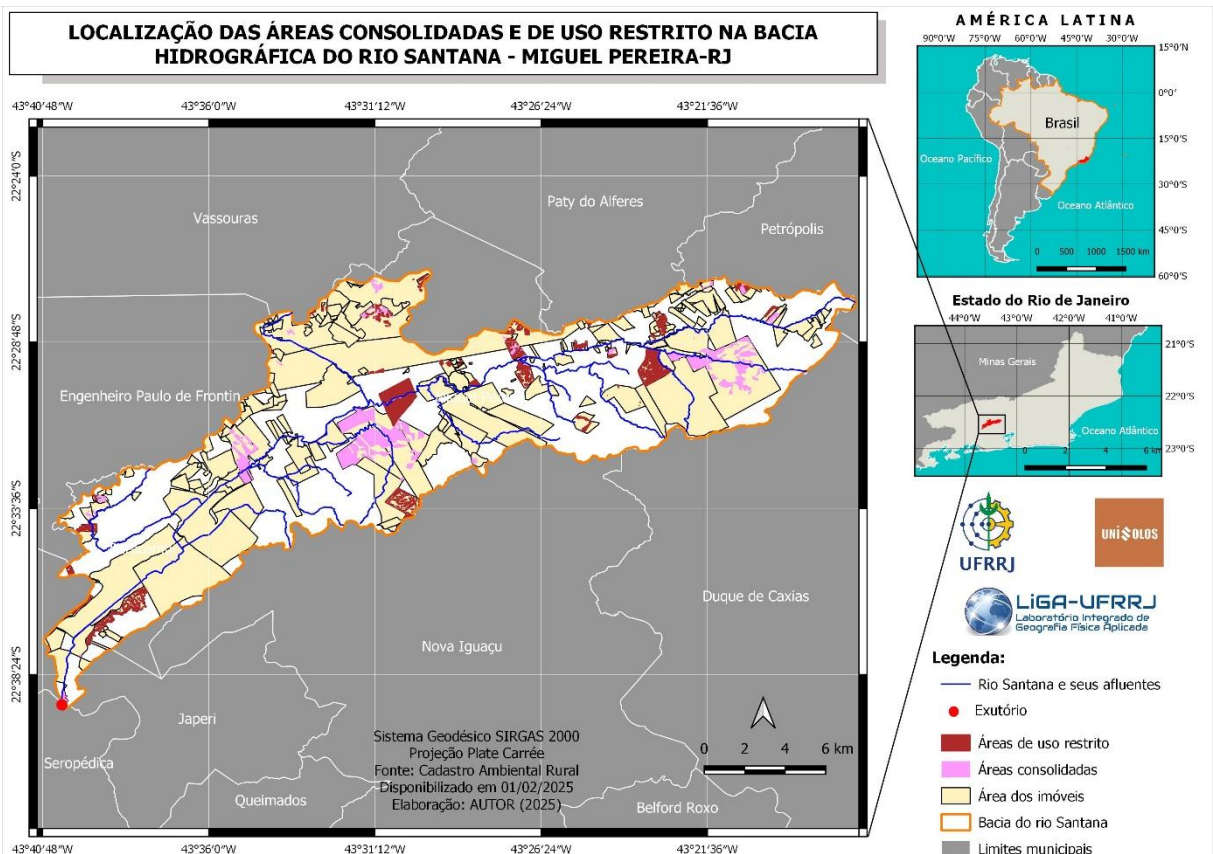 LOCALIZAÇÃO DAS ÁREAS CONSOLIDADAS E DE USO RESTRITO NA BACIA
HIDROGRÁFICA DO RIO SANTANA - MIGUEL PEREIRA-RJ
43°40'48"W 43°36'0"W 43°31'12"W 43°26'24"W 43°21'36"W
22°24'0"S
22°28'48"S
22°33'36"S
22°38'24"S
Vassouras
Paty do Alferes
Petrópolis
Engenheiro Paulo de Frontin
Duque de Caxias
Nova Iguaçu
Japeri
Seropédica
Queimados
Belford Roxo
Sistema Geodésico SIRGAS 2000
Projeção Plate Carrée
Fonte: Cadastro Ambiental Rural
Disponibilizado em 01/02/2025
Elaboração: AUTOR (2025)
0 2 4 6 km
43°40'48"W 43°36'0"W 43°31'12"W 43°26'24"W 43°21'36"W
AMÉRICA LATINA
90°0'0"W 75°0'0"W 60°0'0"W 45°0'0"W 30°0'0"W
15°0'N
0°0'
15°0'S
30°0'S
45°0'S
60°0'S
Brasil
Oceano Pacífico
Oceano Atlântico
0 500 1000 1500 km
Estado do Rio de Janeiro
44°0'W 43°0'W 42°0'W 41°0'W
21°0'S
22°0'S
23°0'S
Minas Gerais
Oceano Atlântico
0 2 4 6 km
UFRRJ
UNISOLOS
LiGA-UFRRJ
Laboratório Integrado de
Geografia Física Aplicada
Legenda:
Rio Santana e seus afluentes
Exutório
Áreas de uso restrito
Áreas consolidadas
Área dos imóveis
Bacia do rio Santana
Limites municipais